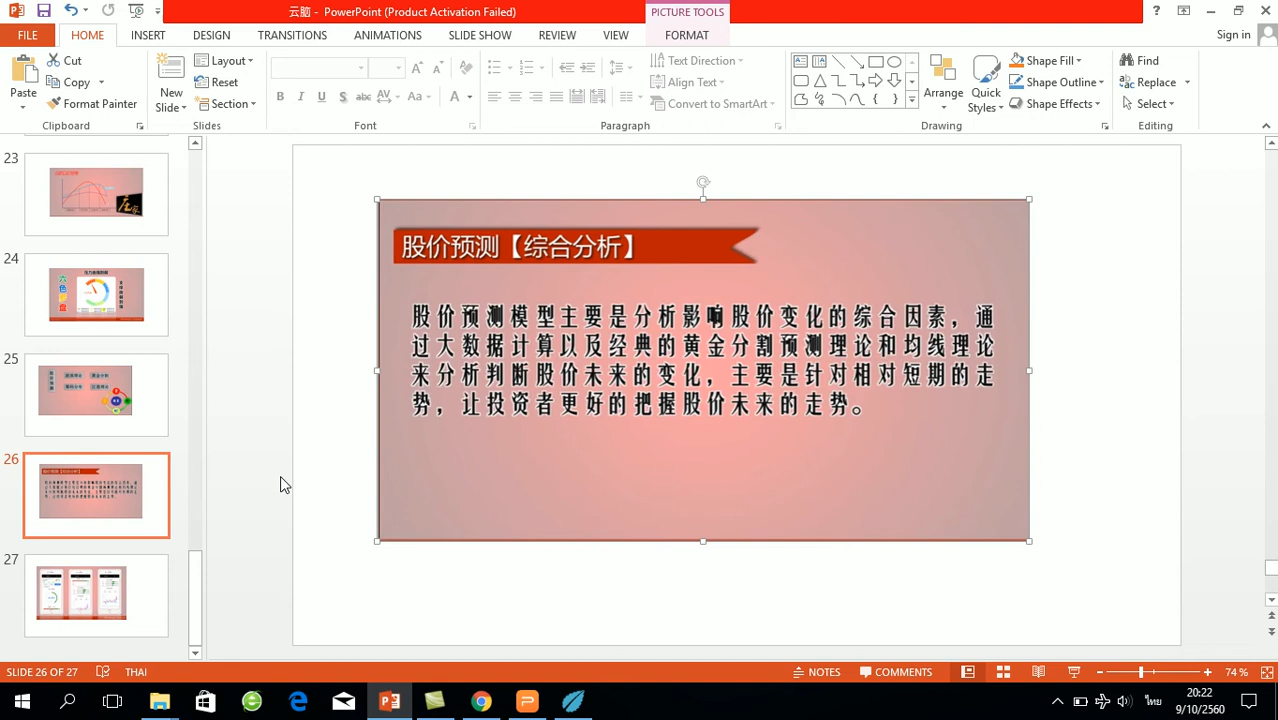 云脑 - PowerPoint (Product Activation Failed)
PICTURE TOOLS
Sign in
FILE HOME INSERT DESIGN TRANSITIONS ANIMATIONS SLIDE SHOW REVIEW VIEW FORMAT
Paste
Cut
Copy
Format Painter
Clipboard
New Slide
Layout
Reset
Section
Slides
Font
Text Direction
Align Text
Convert to SmartArt
Paragraph
Arrange
Quick Styles
Shape Fill
Shape Outline
Shape Effects
Drawing
Find
Replace
Select
Editing
23
24
25
26
27
股价预测【综合分析】
股价预测模型主要是分析影响股价变化的综合因素，通
过大数据计算以及经典的黄金分割预测理论和均线理论
来分析判断股价未来的变化，主要是针对相对短期的走
势，让投资者更好的把握股价未来的走势。
SLIDE 26 OF 27 THAI NOTES COMMENTS 74 %
ไทย
20:22
9/10/2560